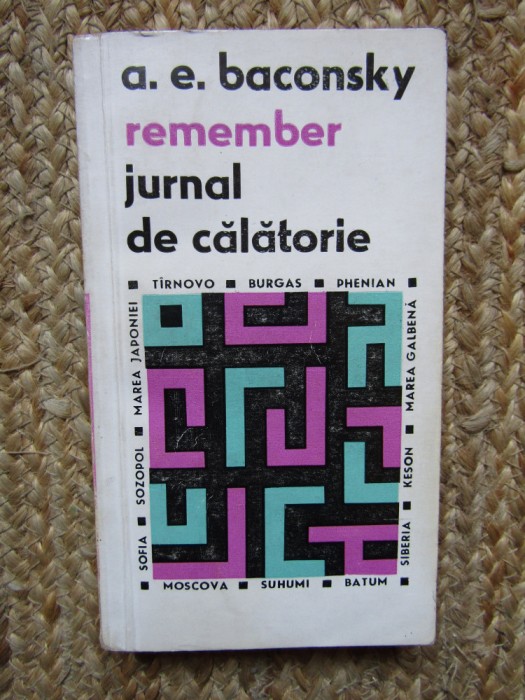 a. e. baconsky
remember
jurnal
de călătorie
■ TÎRNOVO ■ BURGAS ■ PHENIAN ■
SOFIA ■ SOZOPOL ■ MAREA JAPONIEI
MAREA GALBENĂ
KESON ■
SIBERIA ■
■ MOSCOVA ■ SUHUMI ■ BATUM ■